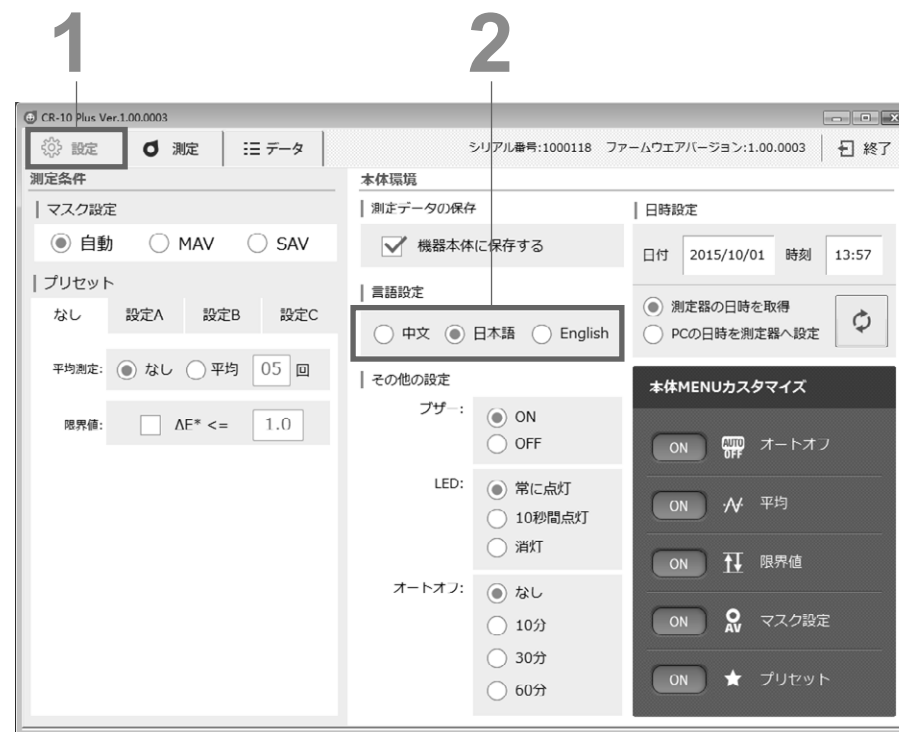 1
2
CR-10 Plus Ver.1.00.0003
設定
測定
データ
シリアル番号:1000118 ファームウエアバージョン:1.00.0003
終了
測定条件
マスク設定
自動 MAV SAV
プリセット
なし 設定A 設定B 設定C
平均測定: なし 平均 05 回
限界値: ΔE* <= 1.0
本体環境
測定データの保存
機器本体に保存する
言語設定
中文 日本語 English
その他の設定
ブザー: ON
OFF
LED: 常に点灯
10秒間点灯
消灯
オートオフ: なし
10分
30分
60分
日時設定
日付 2015/10/01 時刻 13:57
測定器の日時を取得
PCの日時を測定器へ設定
本体MENUカスタマイズ
ON AUTO OFF オートオフ
ON 平均
ON 限界値
ON AV マスク設定
ON プリセット